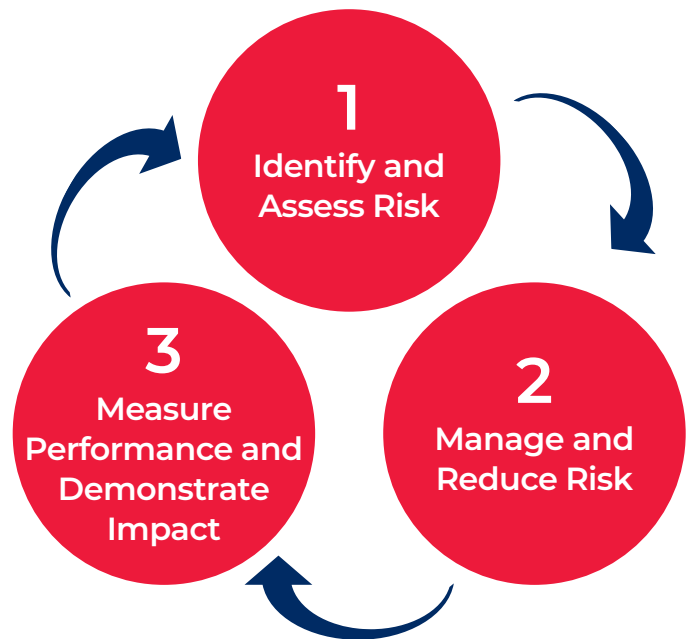 1
Identify and
Assess Risk
2
Manage and
Reduce Risk
3
Measure
Performance and
Demonstrate
Impact